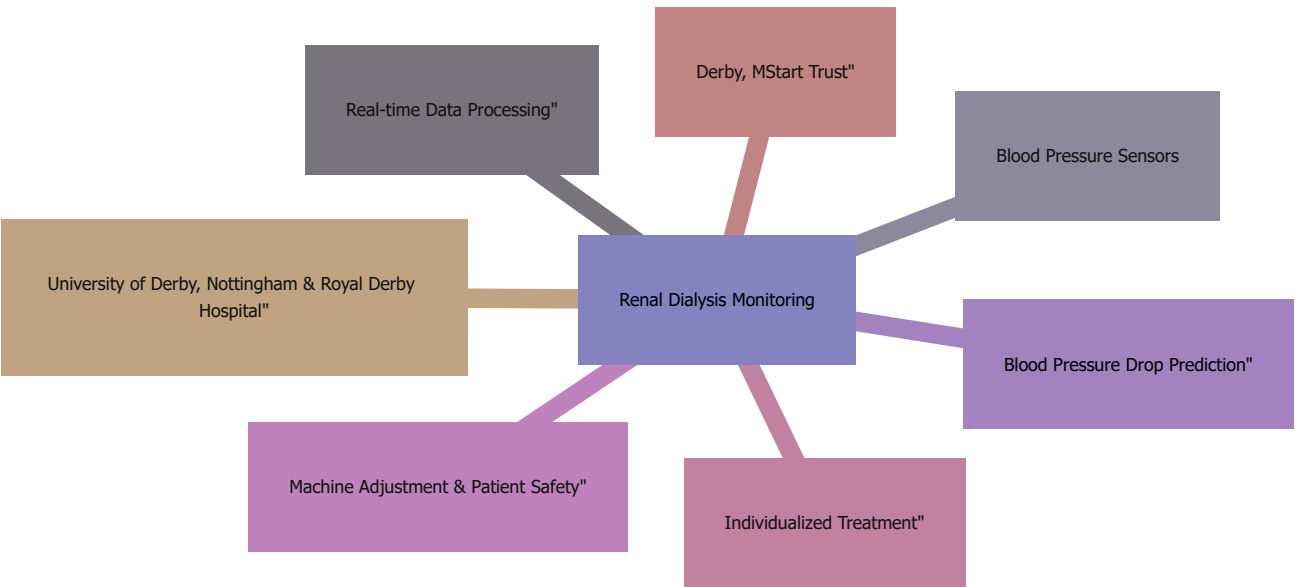 Derby, MStart Trust"
Real-time Data Processing"
Blood Pressure Sensors
University of Derby, Nottingham & Royal Derby
Hospital"
Renal Dialysis Monitoring
Blood Pressure Drop Prediction"
Machine Adjustment & Patient Safety"
Individualized Treatment"